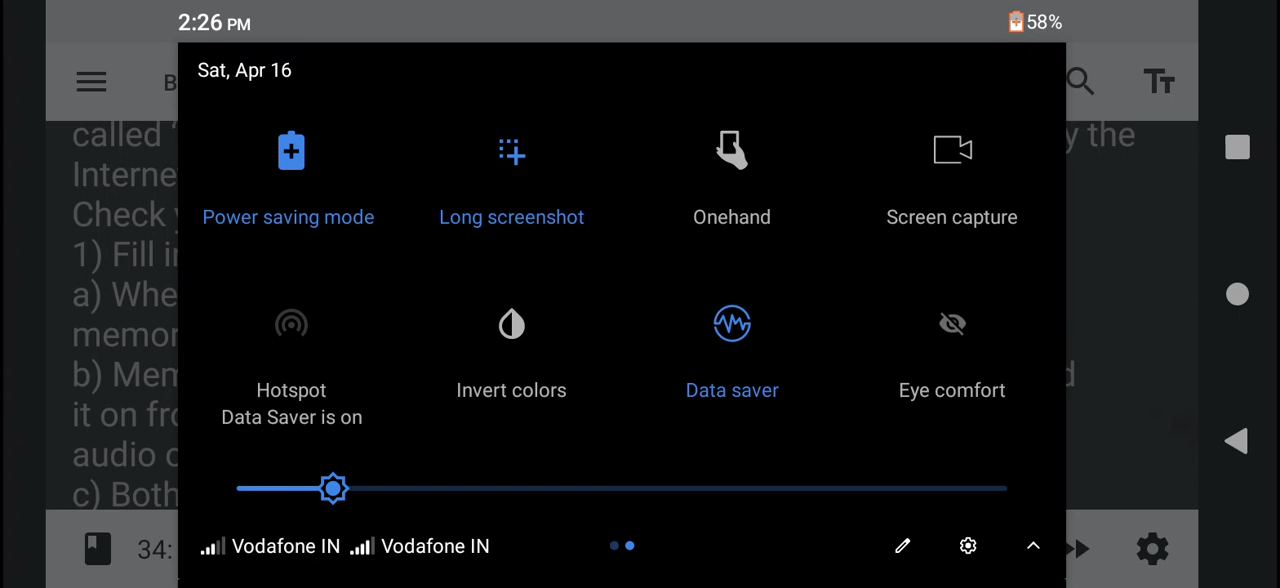 2:26 PM
58%
Sat, Apr 16
B
called
y the
Interne
Power saving mode
Long screenshot
Onehand
Screen capture
Check y
1) Fill in
a) Whe
memor
b) Mem
d
Hotspot
Data Saver is on
Invert colors
Data saver
Eye comfort
it on fro
audio o
c) Both
34:
Vodafone IN
Vodafone IN